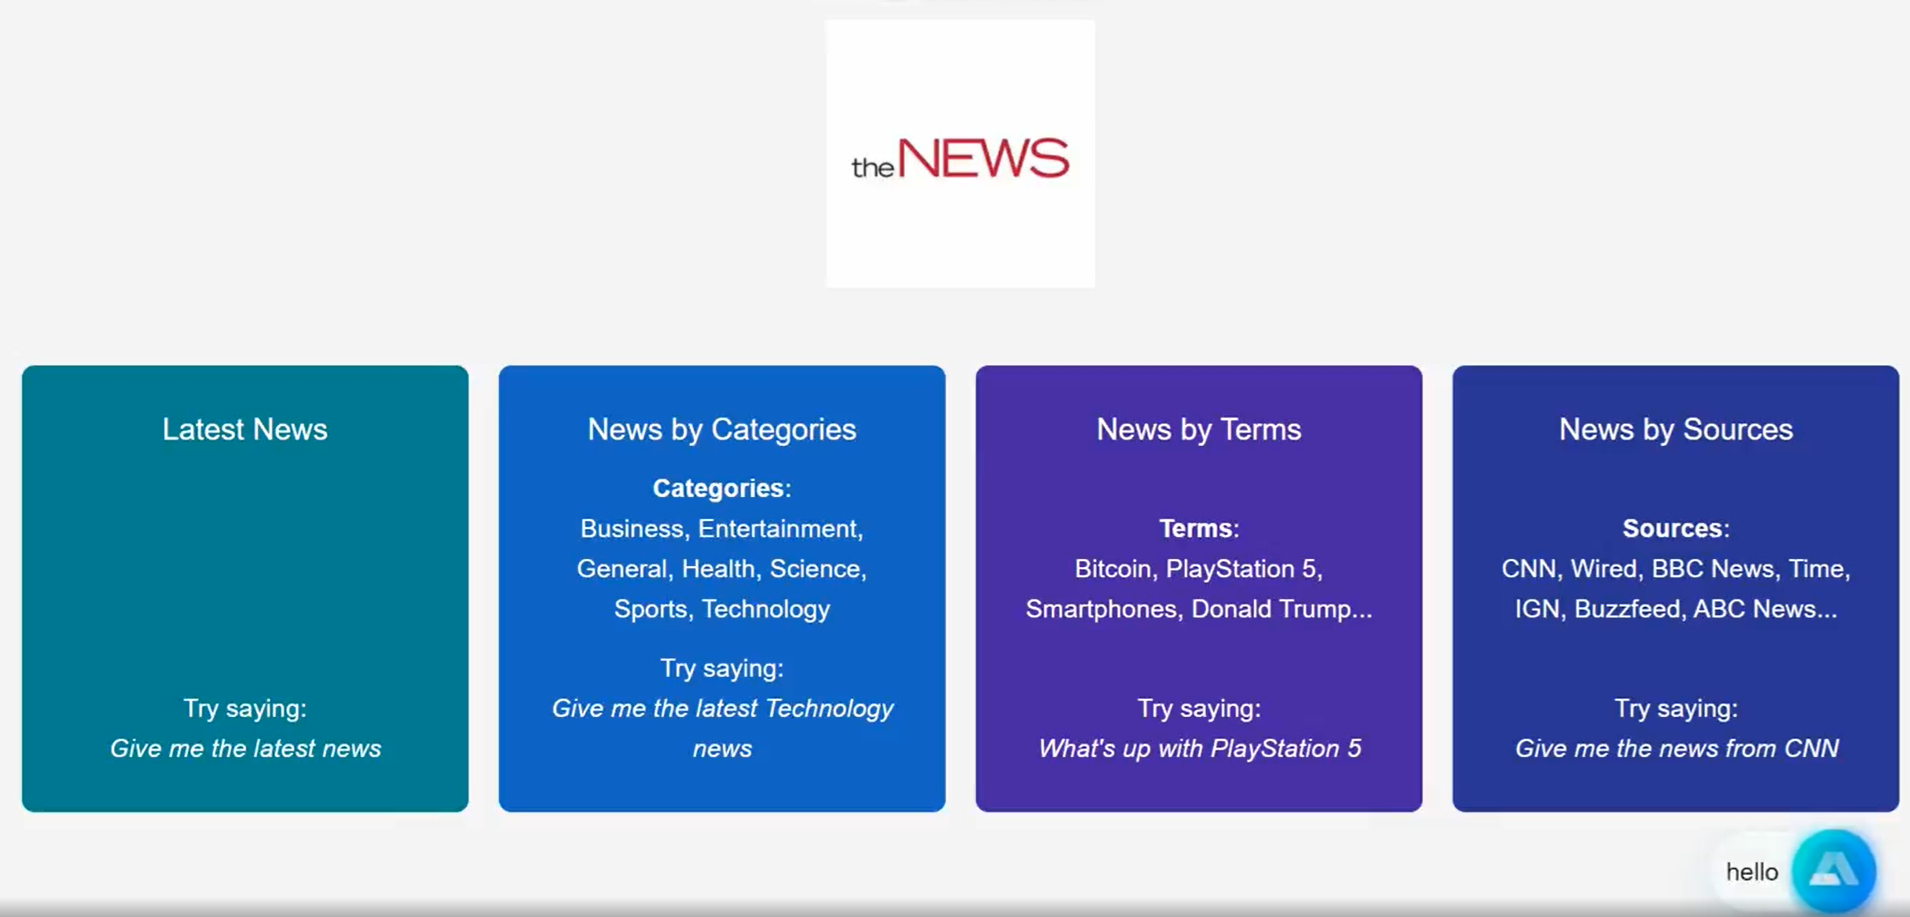 theNEWS
Latest News
Try saying:
Give me the latest news
News by Categories
Categories:
Business, Entertainment,
General, Health, Science,
Sports, Technology
Try saying:
Give me the latest Technology
news
News by Terms
Terms:
Bitcoin, PlayStation 5,
Smartphones, Donald Trump...
Try saying:
What's up with PlayStation 5
News by Sources
Sources:
CNN, Wired, BBC News, Time,
IGN, Buzzfeed, ABC News...
Try saying:
Give me the news from CNN
hello